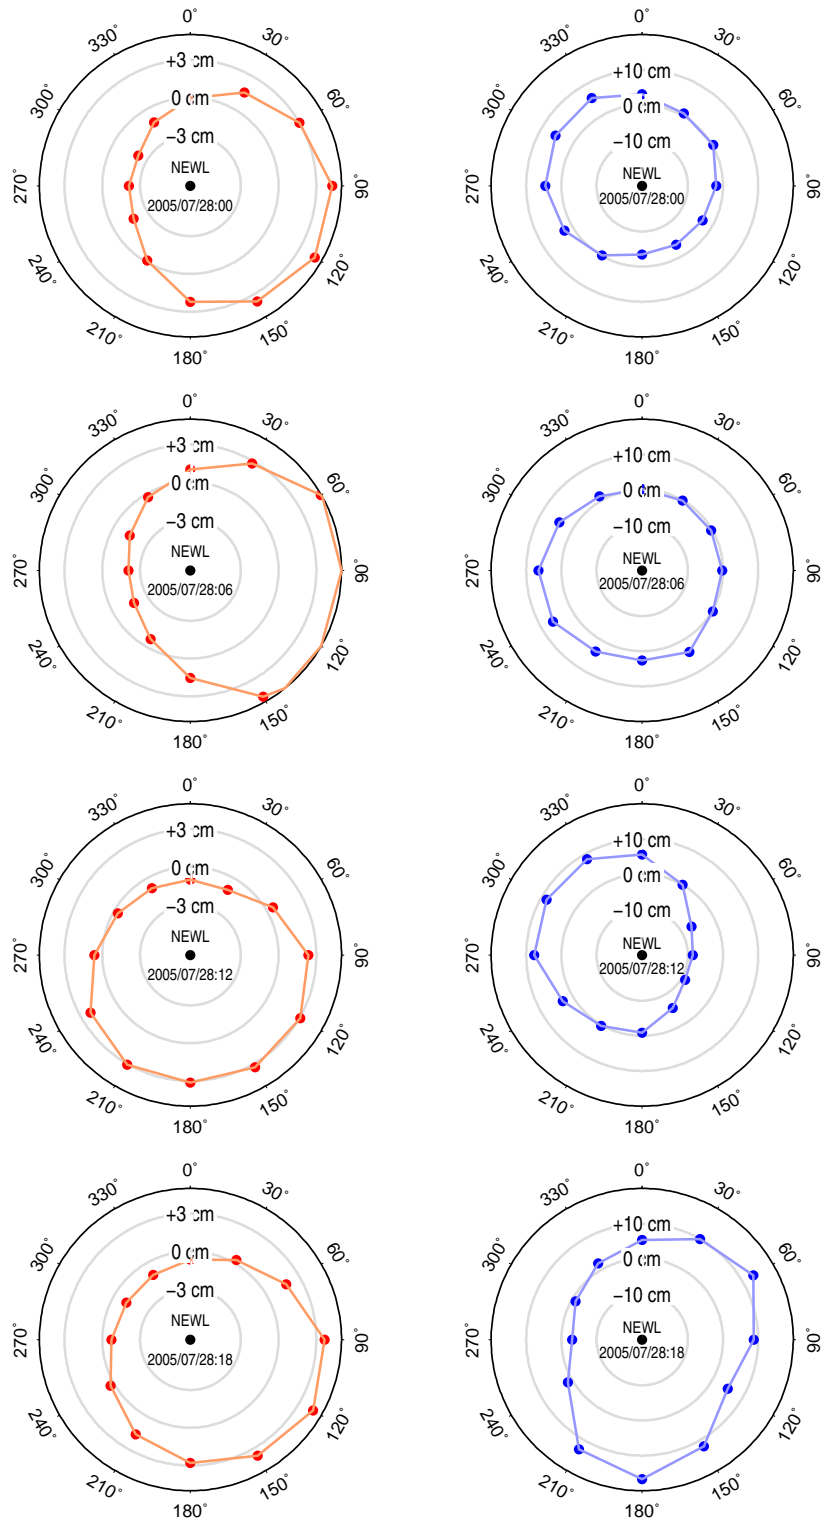 0° 0°
330° 30° 330° 30°
+3 cm +10 cm
300° 60° 300° 60°
0 cm 0 cm
−3 cm −10 cm
NEWL NEWL
270° 90° 270° 90°
2005/07/28:00 2005/07/28:00
240° 120° 240° 120°
210° 150° 210° 150°
180° 180°
0° 0°
330° 30° 330° 30°
+3 cm +10 cm
300° 60° 300° 60°
0 cm 0 cm
−3 cm −10 cm
NEWL NEWL
270° 90° 270° 90°
2005/07/28:06 2005/07/28:06
240° 120° 240° 120°
210° 150° 210° 150°
180° 180°
0° 0°
330° 30° 330° 30°
+3 cm +10 cm
300° 60° 300° 60°
0 cm 0 cm
−3 cm −10 cm
NEWL NEWL
270° 90° 270° 90°
2005/07/28:12 2005/07/28:12
240° 120° 240° 120°
210° 150° 210° 150°
180° 180°
0° 0°
330° 30° 330° 30°
+3 cm +10 cm
300° 60° 300° 60°
0 cm 0 cm
−3 cm −10 cm
NEWL NEWL
270° 90° 270° 90°
2005/07/28:18 2005/07/28:18
240° 120° 240° 120°
210° 150° 210° 150°
180° 180°